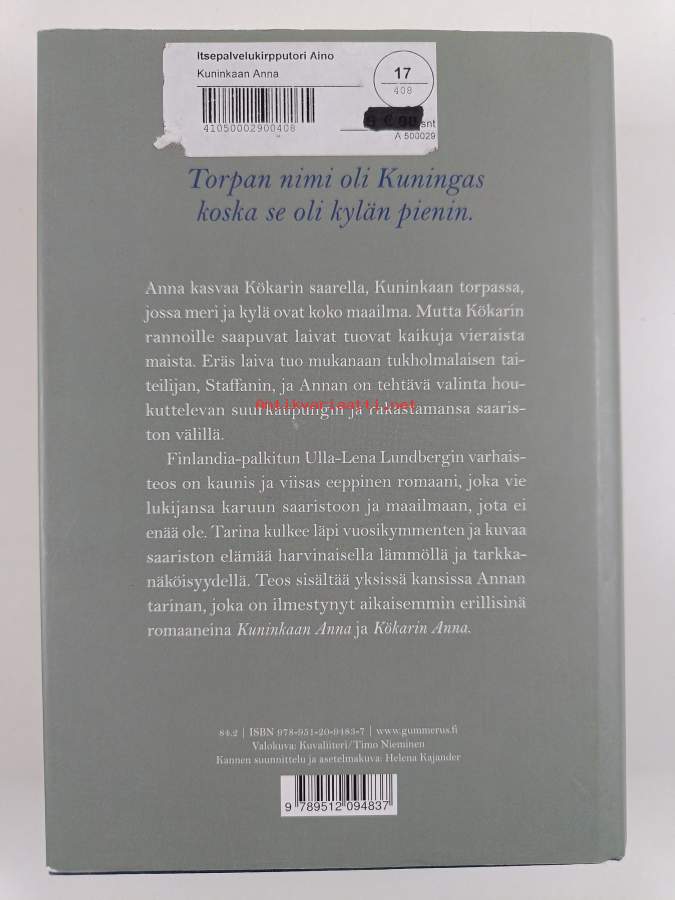 Itsepalvelukirpputori Aino
Kuninkaan Anna
17
408
41050002900408
snt
A 500029
Torpan nimi oli Kuningas
koska se oli kylän pienin.
Anna kasvaa Kökarin saarella, Kuninkaan torpassa,
jossa meri ja kylä ovat koko maailma. Mutta Kökarin
rannoille saapuvat laivat tuovat kaikuja vieraista
maista. Eräs laiva tuo mukanaan tukholmalaisen tai-
teilijan, Staffanin, ja Annan on tehtävä valinta hou-
kuttelevan suurkaupungin ja rakastamansa saaris-
Antikvariaatti.net
ton välillä.
Finlandia-palkitun Ulla-Lena Lundbergin varhais-
teos on kaunis ja viisas eeppinen romaani, joka vie
lukijansa karuun saaristoon ja maailmaan, jota ei
enää ole. Tarina kulkee läpi vuosikymmenten ja kuvaa
saariston elämää harvinaisella lämmöllä ja tarkka-
näköisyydellä. Teos sisältää yksissä kansissa Annan
tarinan, joka on ilmestynyt aikaisemmin erillisinä
romaaneina Kuninkaan Anna ja Kökarin Anna.
84.2 | ISBN 978-951-20-9483-7 | www.gummerus.fi
Valokuva: Kuvaliiteri/Timo Nieminen
Kannen suunnittelu ja asetelmakuva: Helena Kajander
9 789512 094837